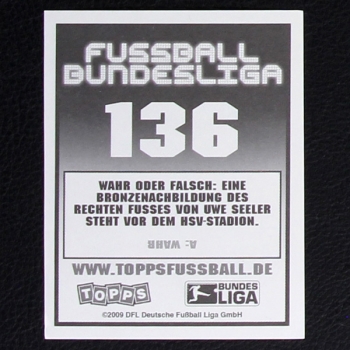 FUSSBALL
BUNDESLIGA
136
WAHR ODER FALSCH: EINE
BRONZENACHBILDUNG DES
RECHTEN FUSSES VON UWE SEELER
STEHT VOR DEM HSV-STADION.
A: WAHR
WWW.TOPPSFUSSBALL.DE
TOPPS
BUNDES
LIGA
©2009 DFL Deutsche Fußball Liga GmbH